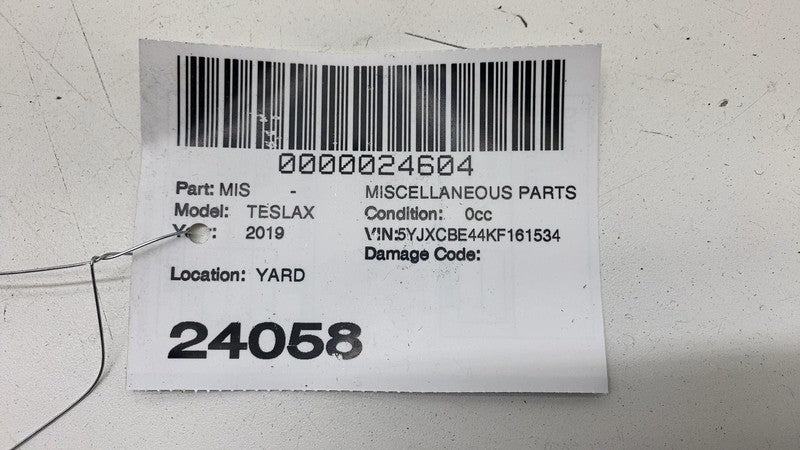 0000024604
Part: MIS - MISCELLANEOUS PARTS
Model: TESLAX Condition: 0cc
2019 VIN:5YJXCBE44KF161534
Damage Code:
Location: YARD
24058